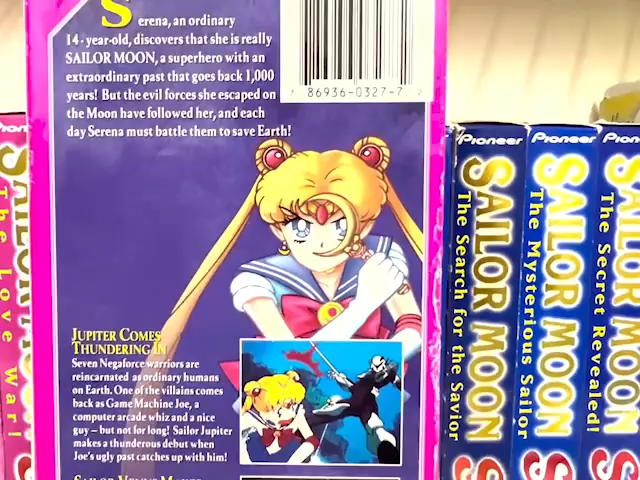 Serena, an ordinary
14-year-old, discovers that she is really
SAILOR MOON, a superhero with an
extraordinary past that goes back 1,000
years! But the evil forces she escaped on
the Moon have followed her, and each
day Serena must battle them to save Earth!
86936-0327-7
JUPITER COMES
THUNDERING IN
Seven Negaforce warriors are
reincarnated as ordinary humans
on Earth. One of the villains comes
back as Game Machine Joe, a
computer arcade whiz and a nice
guy – but not for long! Sailor Jupiter
makes a thunderous debut when
Joe's ugly past catches up with him!
SAILOR VENUS MAKES
The Love War!
Pioneer
SAILOR MOON
The Search for the Savior
Pioneer
SAILOR MOON
The Mysterious Sailor
Pioneer
SAILOR MOON
The Secret Revealed!